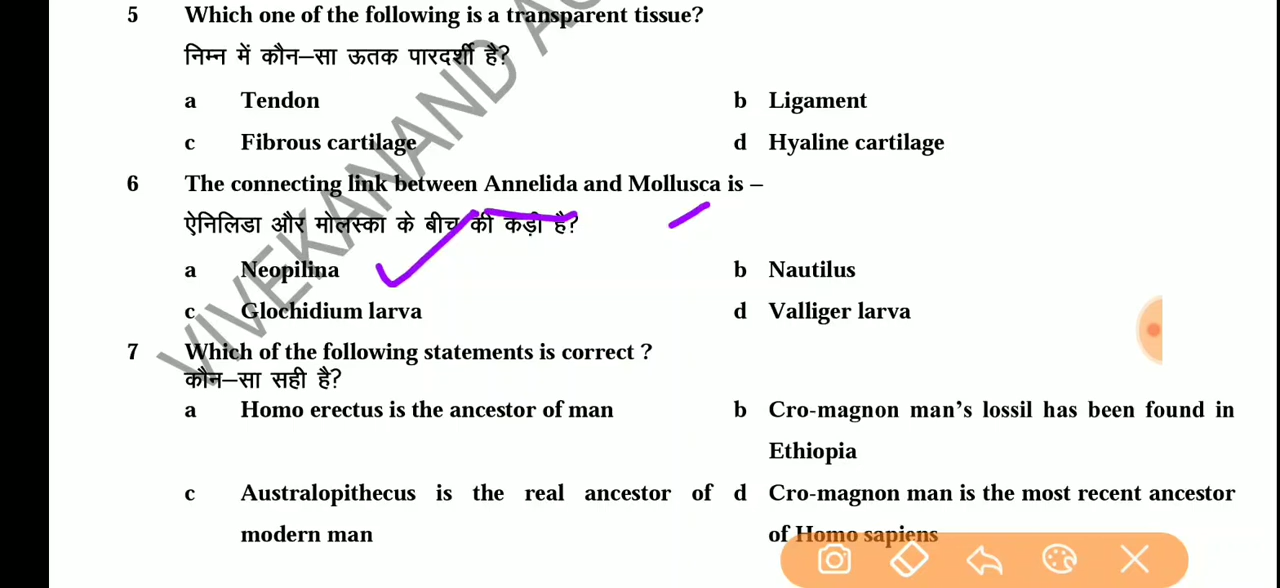 5 Which one of the following is a transparent tissue?
निम्न में कौन–सा ऊतक पारदर्शी है?
a Tendon b Ligament
c Fibrous cartilage d Hyaline cartilage
6 The connecting link between Annelida and Mollusca is –
ऐनिलिडा और मोलस्का के बीच की कड़ी है?
a Neopilina b Nautilus
c Glochidium larva d Valliger larva
7 Which of the following statements is correct ?
कौन–सा सही है?
a Homo erectus is the ancestor of man b Cro-magnon man's lossil has been found in
Ethiopia
c Australopithecus is the real ancestor of d Cro-magnon man is the most recent ancestor
modern man of Homo sapiens
VIVEKANAND